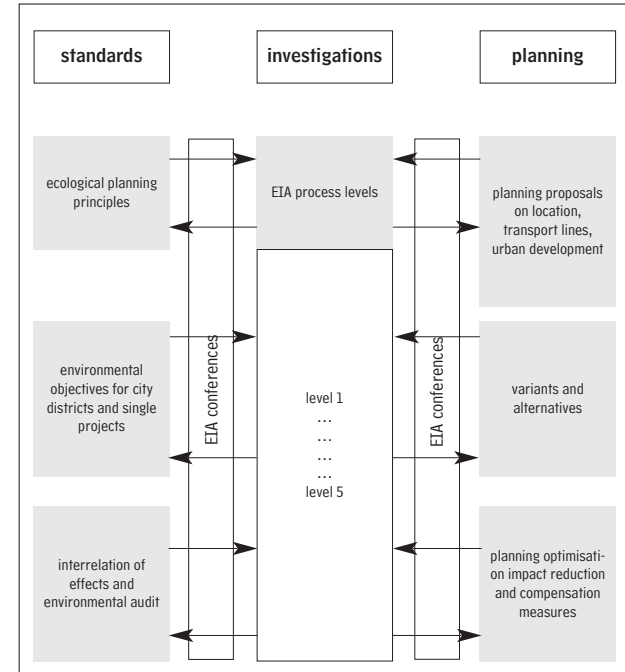 standards
investigations
planning
ecological planning
principles
EIA process levels
planning proposals
on location,
transport lines,
urban development
EIA conferences
EIA conferences
environmental
objectives for city
districts and single
projects
level 1
...
...
...
...
level 5
variants and
alternatives
interrelation of
effects and
environmental audit
planning optimisati-
on impact reduction
and compensation
measures